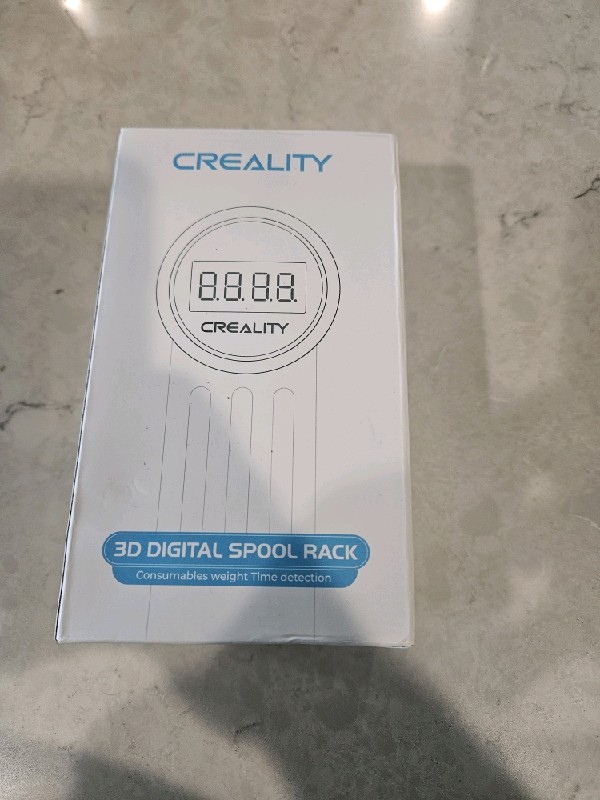 CREALITY
8.8.8.8.
CREALITY
3D DIGITAL SPOOL RACK
Consumables weight Time detection